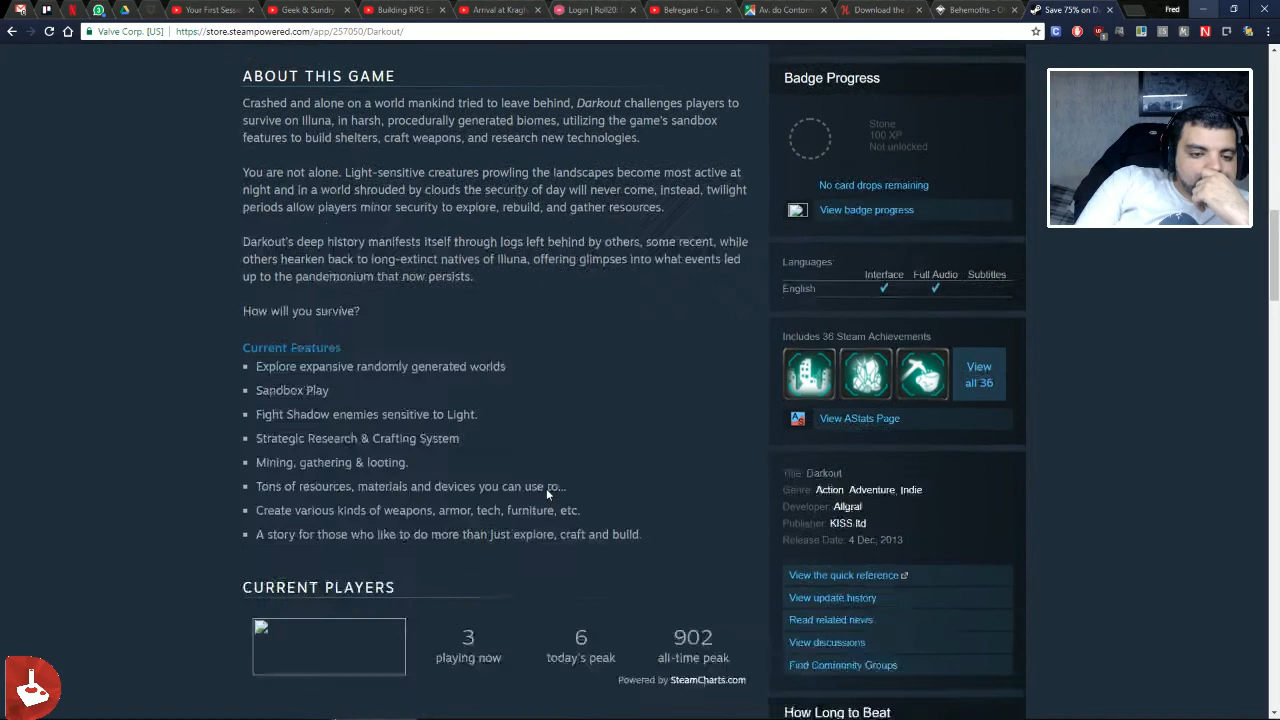 Your First Sess
Geek & Sundry
Building RPG E
Arrival at Kragh
Login | Roll20:
Belregard - Cria
Av. do Contorn
Download the
Behemoths - O
Save 75% on D
Fred
Valve Corp. [US]
https://store.steampowered.com/app/257050/Darkout/
ABOUT THIS GAME
Crashed and alone on a world mankind tried to leave behind, Darkout challenges players to
survive on Illuna, in harsh, procedurally generated biomes, utilizing the game's sandbox
features to build shelters, craft weapons, and research new technologies.
You are not alone. Light-sensitive creatures prowling the landscapes become most active at
night and in a world shrouded by clouds the security of day will never come, instead, twilight
periods allow players minor security to explore, rebuild, and gather resources.
Darkout's deep history manifests itself through logs left behind by others, some recent, while
others hearken back to long-extinct natives of Illuna, offering glimpses into what events led
up to the pandemonium that now persists.
How will you survive?
Current Features
Explore expansive randomly generated worlds
Sandbox Play
Fight Shadow enemies sensitive to Light.
Strategic Research & Crafting System
Mining, gathering & looting.
Tons of resources, materials and devices you can use to...
Create various kinds of weapons, armor, tech, furniture, etc.
A story for those who like to do more than just explore, craft and build.
CURRENT PLAYERS
3
playing now
6
today's peak
902
all-time peak
Powered by SteamCharts.com
Badge Progress
Stone
100 XP
Not unlocked
No card drops remaining
View badge progress
Languages:
Interface Full Audio Subtitles
English ✔ ✔
Includes 36 Steam Achievements
View
all 36
View AStats Page
Title: Darkout
Genre: Action, Adventure, Indie
Developer: Allgraf
Publisher: KISS ltd
Release Date: 4 Dec, 2013
View the quick reference
View update history
Read related news
View discussions
Find Community Groups
How Long to Beat